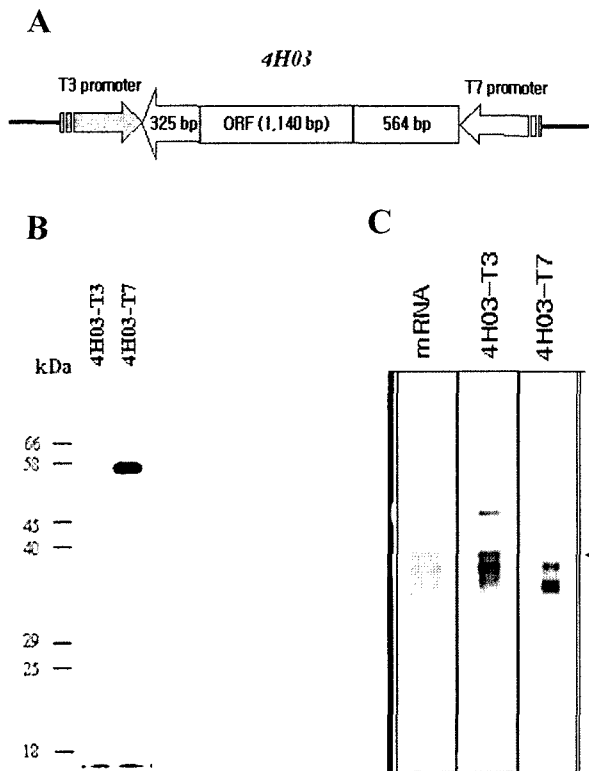 A
4H03
T3 promoter
T7 promoter
325 bp
ORF (1,140 bp)
564 bp
B
C
4H03-T3
4H03-T7
mRNA
4H03-T3
4H03-T7
kDa
66
58
45
40
29
25
18